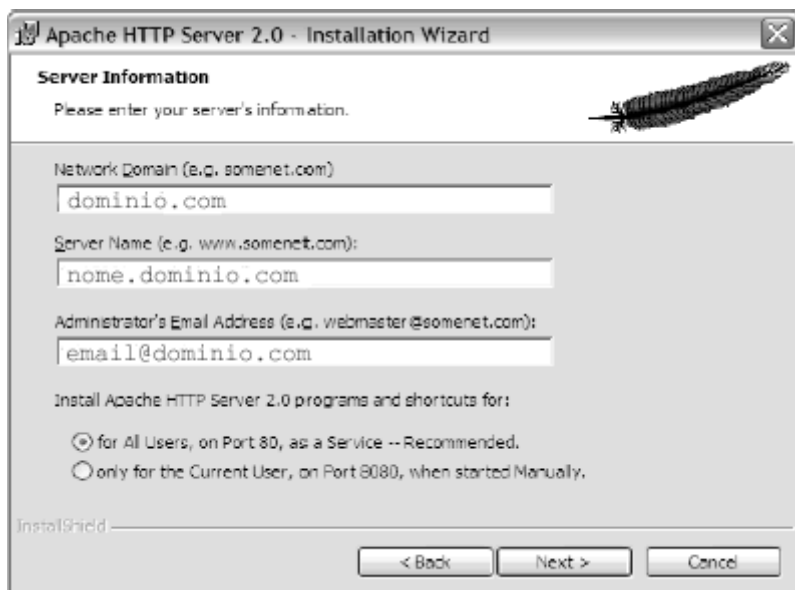 Apache HTTP Server 2.0 - Installation Wizard
Server Information
Please enter your server's information.
Network Domain (e.g. somenet.com)
dominio.com
Server Name (e.g. www.somenet.com):
nome.dominio.com
Administrator's Email Address (e.g. webmaster@somenet.com):
email@dominio.com
Install Apache HTTP Server 2.0 programs and shortcuts for:
for All Users, on Port 80, as a Service -- Recommended.
only for the Current User, on Port 8080, when started Manually.
InstallShield
< Back Next > Cancel